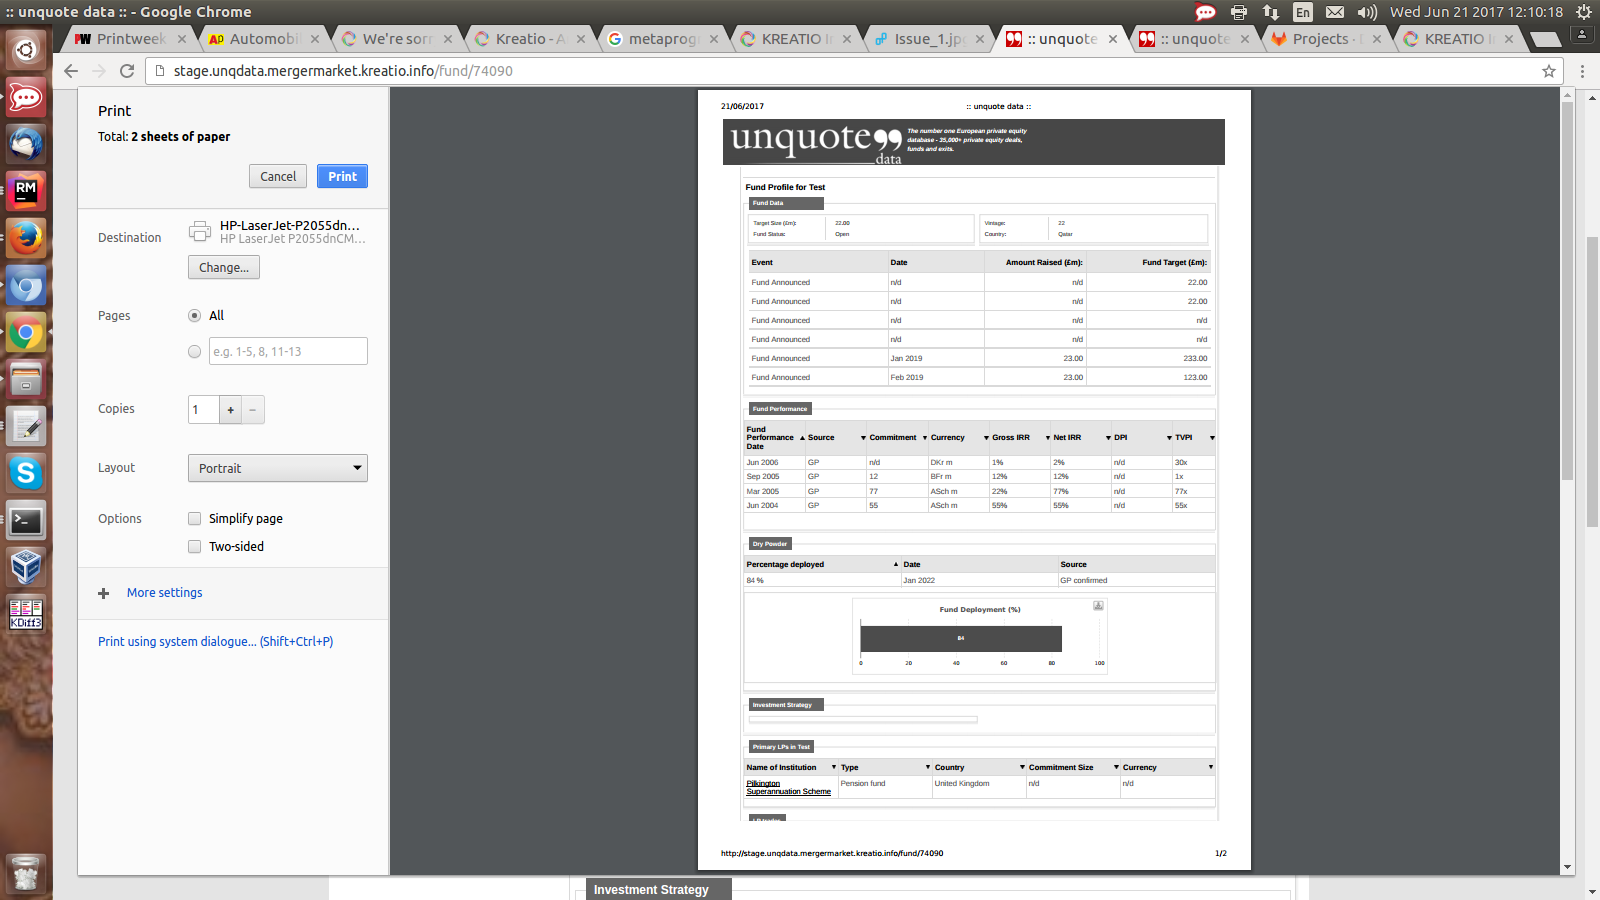 :: unquote data :: - Google Chrome
En
Wed Jun 21 2017 12:10:18
Printweek
Automobi
We're sorr
Kreatio - A
metaprog
KREATIO I
Issue_1.jp
:: unquote
:: unquote
Projects ·
KREATIO I
stage.unqdata.mergermarket.kreatio.info/fund/74090
Print
Total: 2 sheets of paper
Cancel
Print
Destination
HP-LaserJet-P2055dn...
HP LaserJet P2055dnCM...
Change...
Pages
All
e.g. 1-5, 8, 11-13
Copies
1
+
−
Layout
Portrait
Options
Simplify page
Two-sided
More settings
Print using system dialogue... (Shift+Ctrl+P)
RM
KDiff3
21/06/2017
:: unquote data ::
unquote
data
The number one European private equity
database - 35,000+ private equity deals,
funds and exits.
Fund Profile for Test
Fund Data
Target Size (£m): 22.00
Vintage: 22
Fund Status: Open
Country: Qatar
Event Date Amount Raised (£m): Fund Target (£m):
Fund Announced n/d n/d 22.00
Fund Announced n/d n/d 22.00
Fund Announced n/d n/d n/d
Fund Announced n/d n/d n/d
Fund Announced Jan 2019 23.00 233.00
Fund Announced Feb 2019 23.00 123.00
Fund Performance
Fund Performance Date Source Commitment Currency Gross IRR Net IRR DPI TVPI
Jun 2006 GP n/d DKr m 1% 2% n/d 30x
Sep 2005 GP 12 BFr m 12% 12% n/d 1x
Mar 2005 GP 77 ASch m 22% 77% n/d 77x
Jun 2004 GP 55 ASch m 55% 55% n/d 55x
Dry Powder
Percentage deployed Date Source
84 % Jan 2022 GP confirmed
Fund Deployment (%)
84
0 20 40 60 80 100
Investment Strategy
Primary LPs in Test
Name of Institution Type Country Commitment Size Currency
Pilkington Superannuation Scheme Pension fund United Kingdom n/d n/d
http://stage.unqdata.mergermarket.kreatio.info/fund/74090
1/2
Investment Strategy